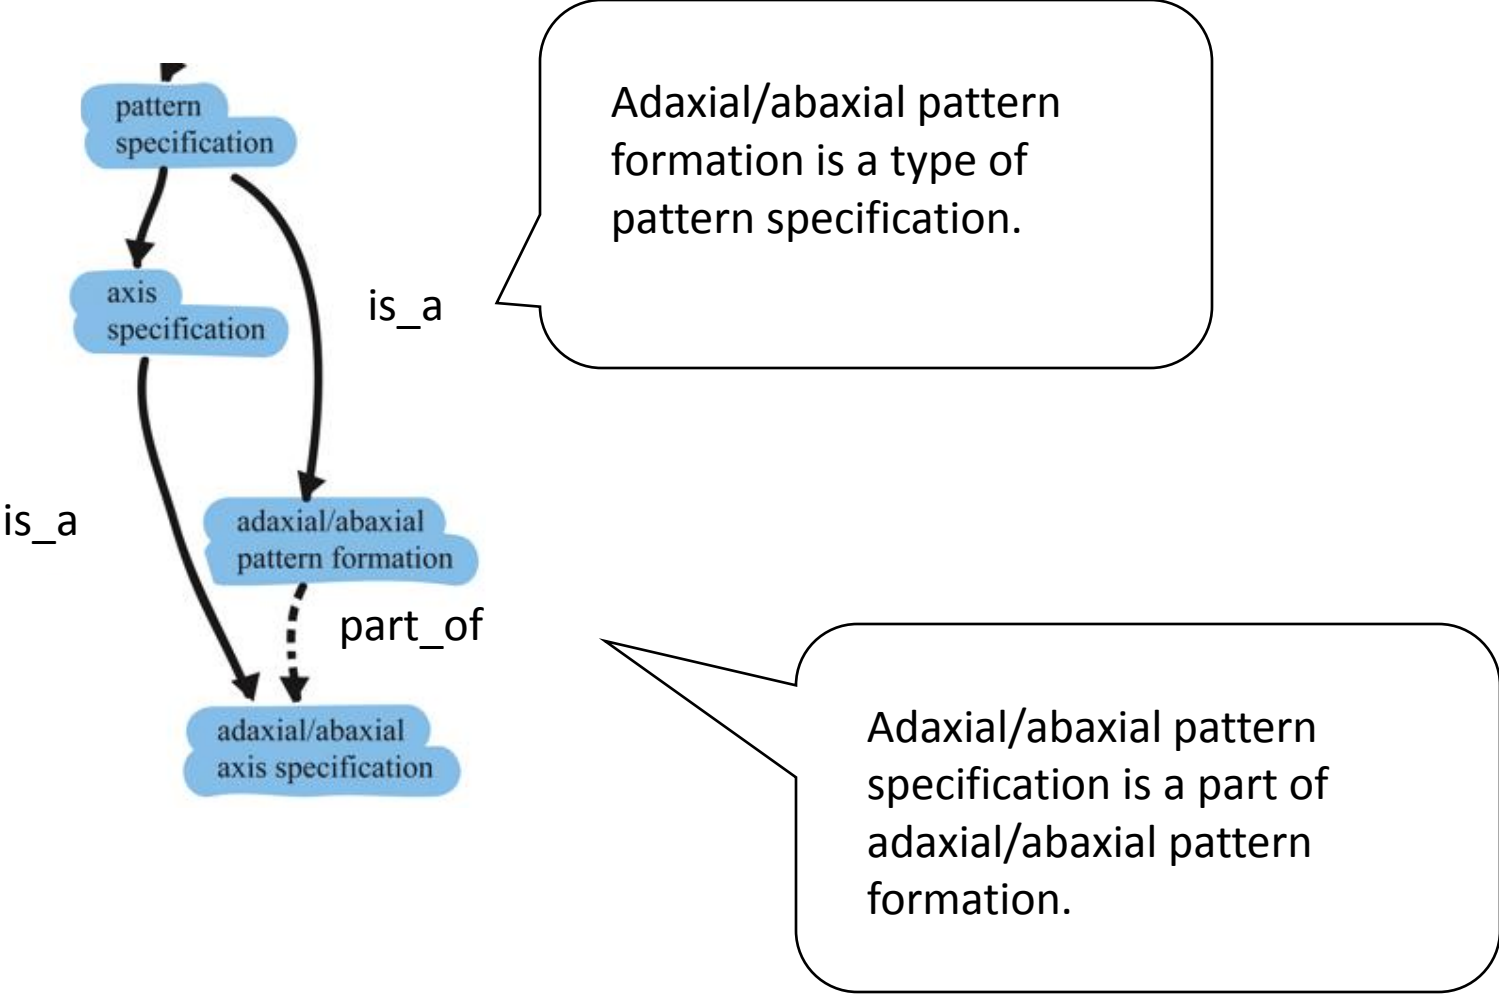 pattern
specification
Adaxial/abaxial pattern
formation is a type of
pattern specification.
axis
specification
is_a
is_a
adaxial/abaxial
pattern formation
part_of
adaxial/abaxial
axis specification
Adaxial/abaxial pattern
specification is a part of
adaxial/abaxial pattern
formation.